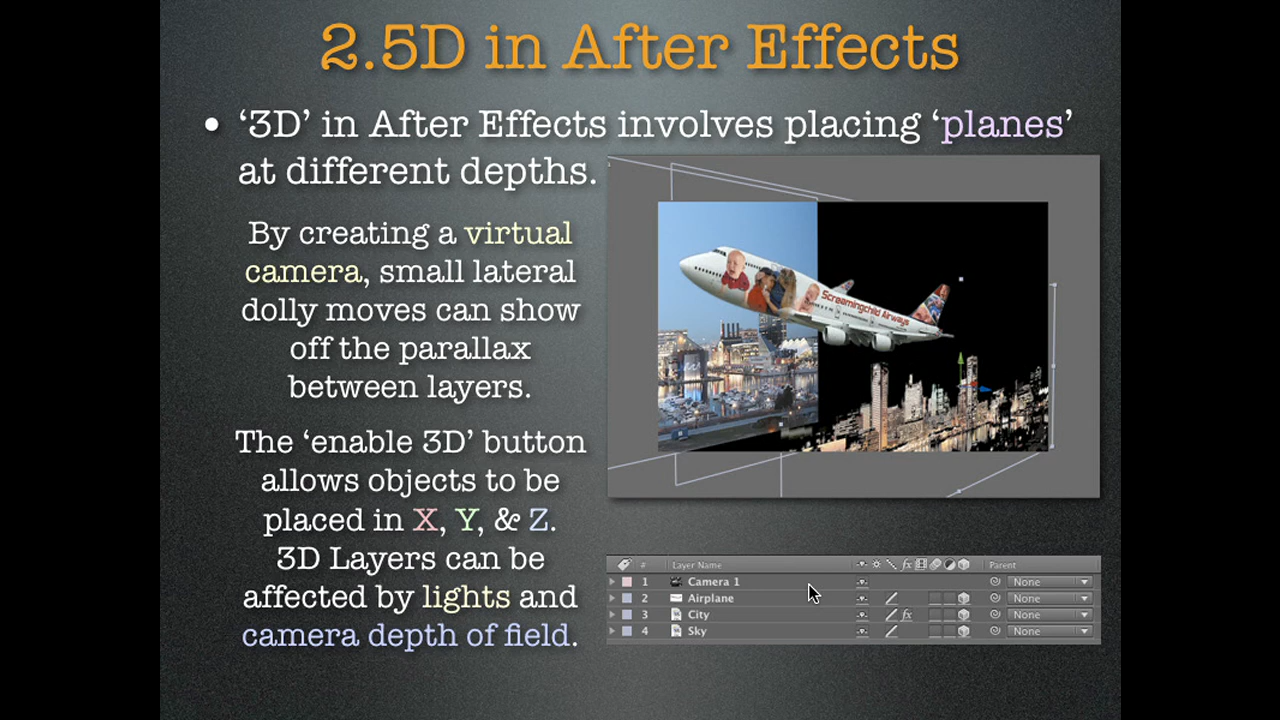 2.5D in After Effects
• ‘3D’ in After Effects involves placing ‘planes’
at different depths.
By creating a virtual
camera, small lateral
dolly moves can show
off the parallax
between layers.
The ‘enable 3D’ button
allows objects to be
placed in X, Y, & Z.
3D Layers can be
affected by lights and
camera depth of field.
Screamingchild Airways
# Layer Name fx Parent
1 Camera 1 None
2 Airplane None
3 City fx None
4 Sky None